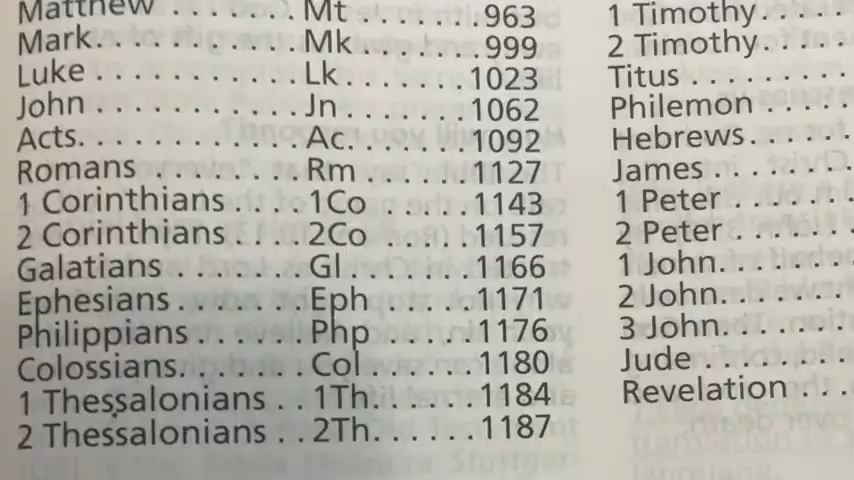 Matthew . . . . . . . Mt . . . . . . .963
Mark. . . . . . . . . . . Mk . . . . . .999
Luke . . . . . . . . . . . Lk. . . . . . .1023
John . . . . . . . . . . . Jn . . . . . .1062
Acts. . . . . . . . . . . . Ac. . . . . . .1092
Romans . . . . . . . . Rm . . . . . .1127
1 Corinthians . . . .1Co . . . . .1143
2 Corinthians . . . .2Co . . . . .1157
Galatians . . . . . . . .Gl. . . . . . .1166
Ephesians . . . . . . .Eph . . . . .1171
Philippians . . . . . .Php . . . . .1176
Colossians. . . . . . .Col . . . . . .1180
1 Thessalonians . . 1Th. . . . . .1184
2 Thessalonians . . 2Th. . . . . .1187
1 Timothy. . . . .
2 Timothy. . . . .
Titus . . . . . . . . .
Philemon . . . . .
Hebrews. . . . . .
James. . . . . . . .
1 Peter . . . . . .
2 Peter . . . . . .
1 John. . . . . . .
2 John. . . . . . .
3 John. . . . . . .
Jude . . . . . . . .
Revelation . . .